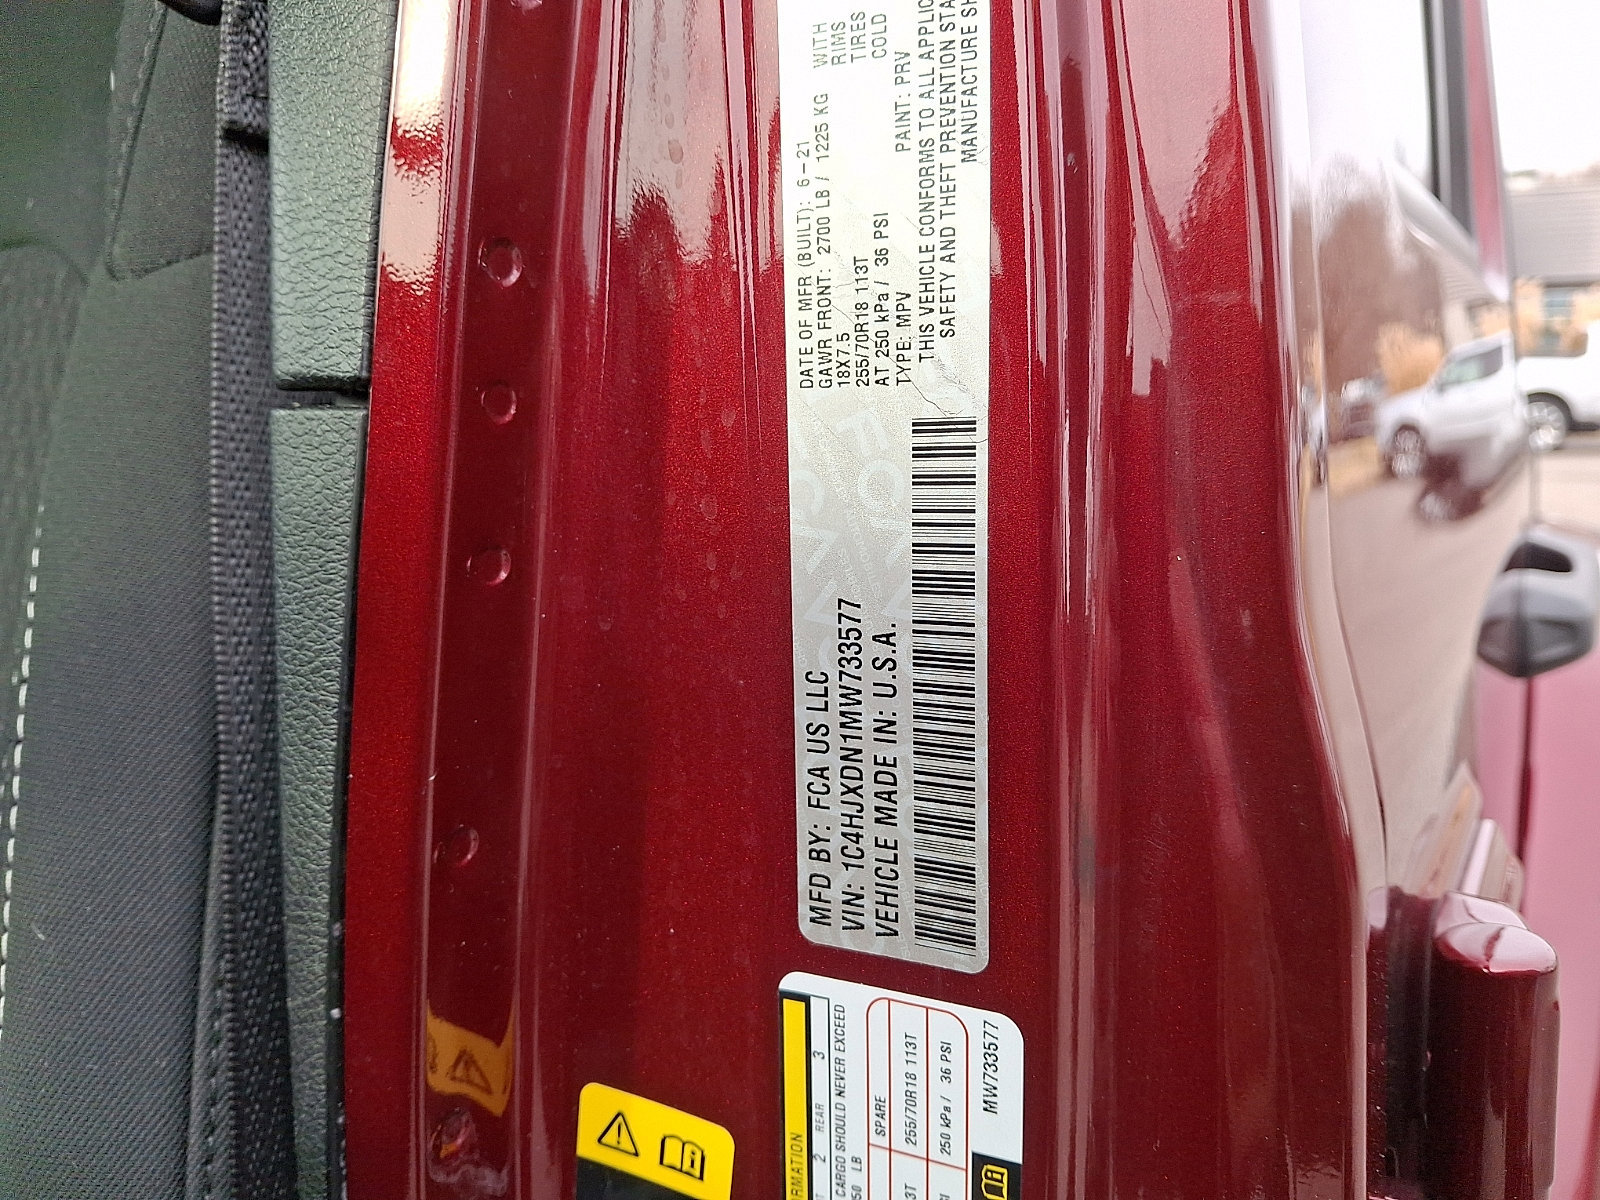 MFD BY: FCA US LLC
VIN: 1C4HJXDN1MW733577
VEHICLE MADE IN: U.S.A.
DATE OF MFR (BUILT): 6-21
GAWR FRONT: 2700 LB / 1225 KG WITH
18X7.5 RIMS
255/70R18 113T TIRES
AT 250 kPa / 36 PSI COLD
TYPE: MPV PAINT: PRV
THIS VEHICLE CONFORMS TO ALL
SAFETY AND THEFT PREVENTION
MANUFACTURE
2 REAR 3
CARGO SHOULD NEVER EXCEED
LB
SPARE
255/70R18 113T
250 kPa / 36 PSI
MW733577